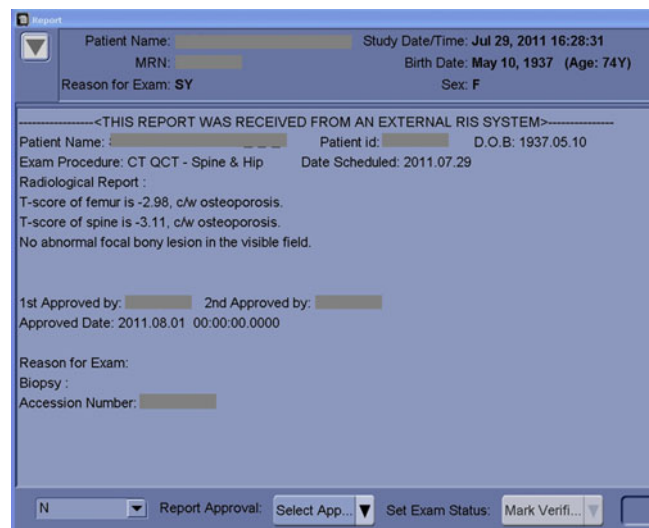 Report
Patient Name: Study Date/Time: Jul 29, 2011 16:28:31
MRN: Birth Date: May 10, 1937 (Age: 74Y)
Reason for Exam: SY Sex: F
-----------------<THIS REPORT WAS RECEIVED FROM AN EXTERNAL RIS SYSTEM>---------------
Patient Name: Patient id: D.O.B: 1937.05.10
Exam Procedure: CT QCT - Spine & Hip Date Scheduled: 2011.07.29
Radiological Report :
T-score of femur is -2.98, c/w osteoporosis.
T-score of spine is -3.11, c/w osteoporosis.
No abnormal focal bony lesion in the visible field.
1st Approved by: 2nd Approved by:
Approved Date: 2011.08.01 00:00:00.0000
Reason for Exam:
Biopsy :
Accession Number:
N Report Approval: Select App... Set Exam Status: Mark Verifi...